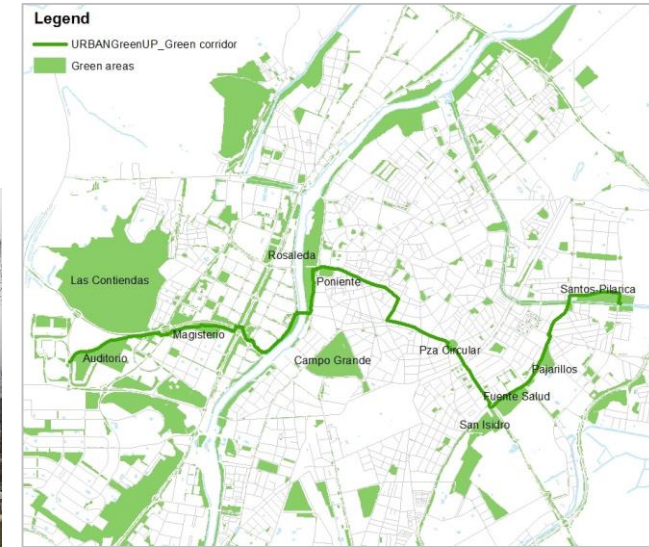 Legend
URBANGreenUP_Green corridor
Green areas
Rosaleda
Las Contiendas
Poniente
Santos-Pilarica
Magisterio
Auditorio
Campo Grande
Pza Circular
Pajarillos
Fuente Salud
San Isidro